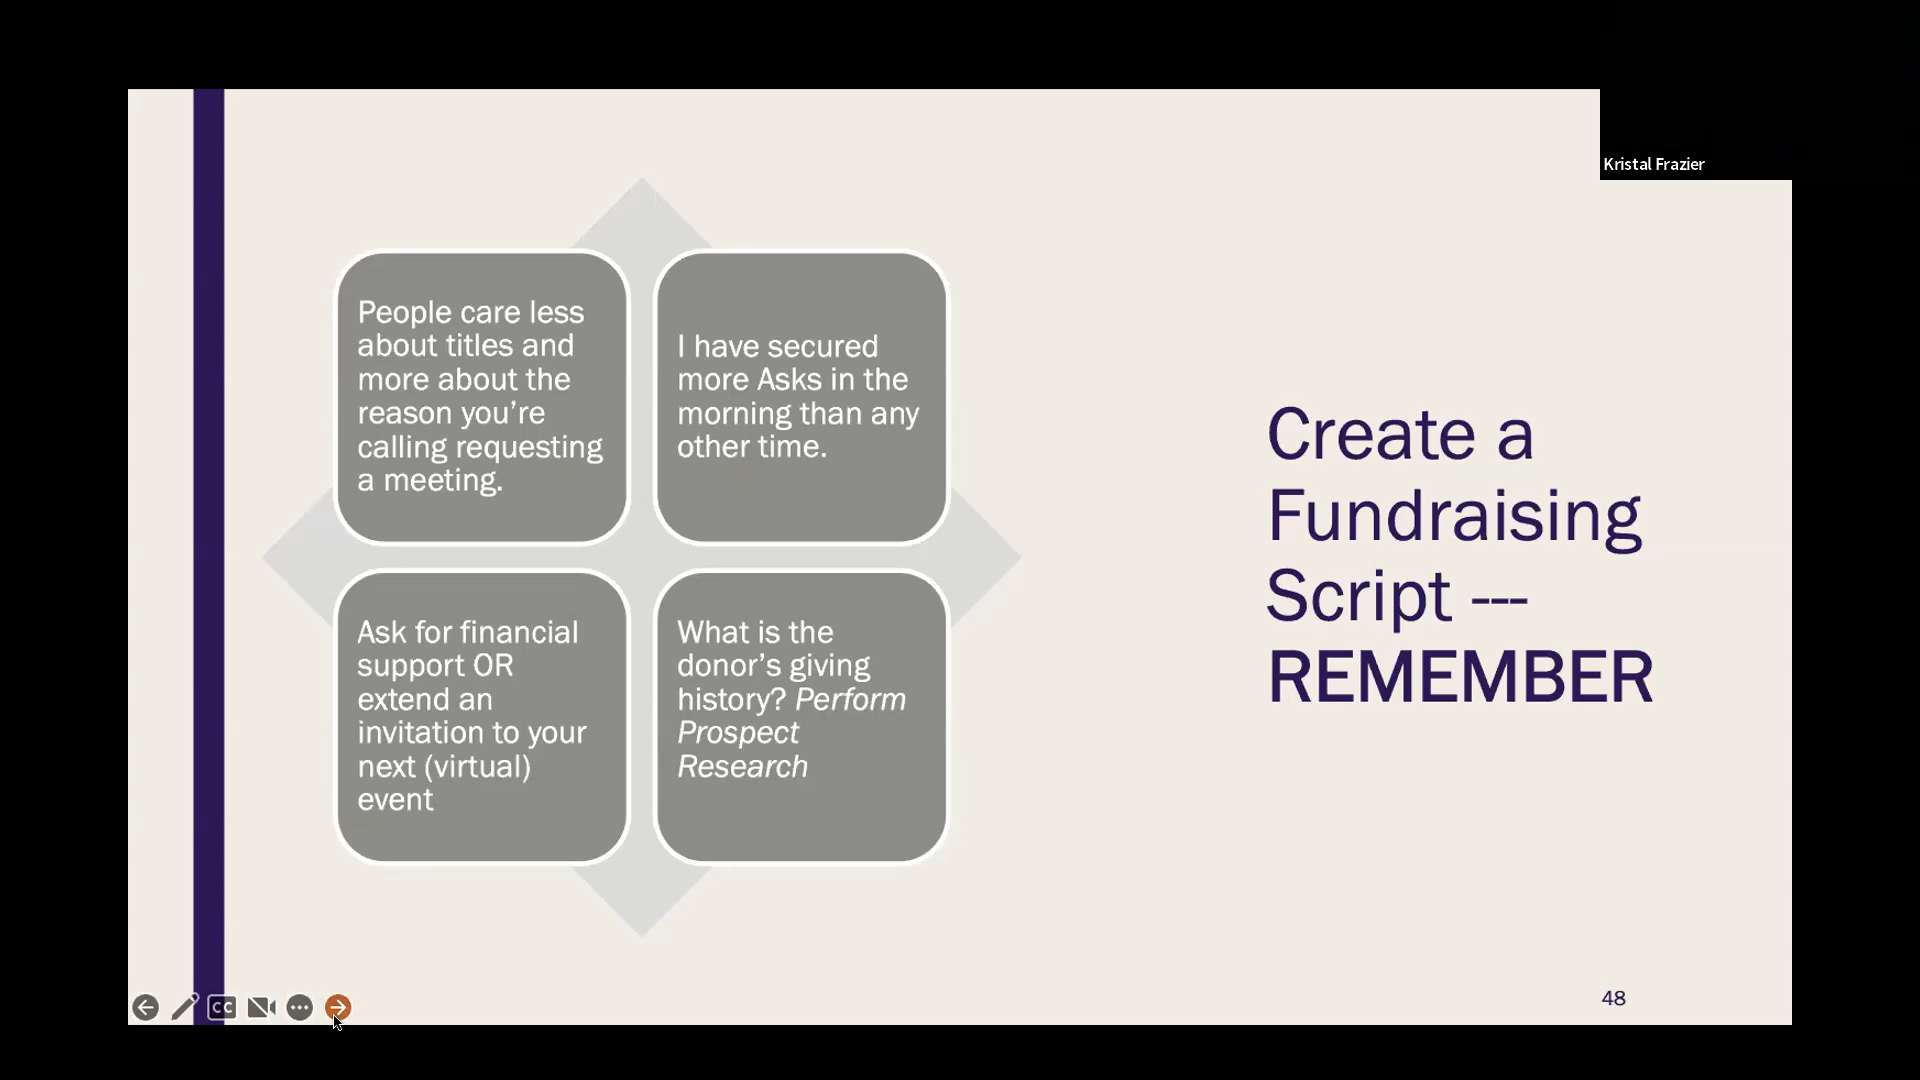 Kristal Frazier
People care less
about titles and
more about the
reason you're
calling requesting
a meeting.
I have secured
more Asks in the
morning than any
other time.
Ask for financial
support OR
extend an
invitation to your
next (virtual)
event
What is the
donor's giving
history? Perform
Prospect
Research
Create a
Fundraising
Script ---
REMEMBER
CC
48